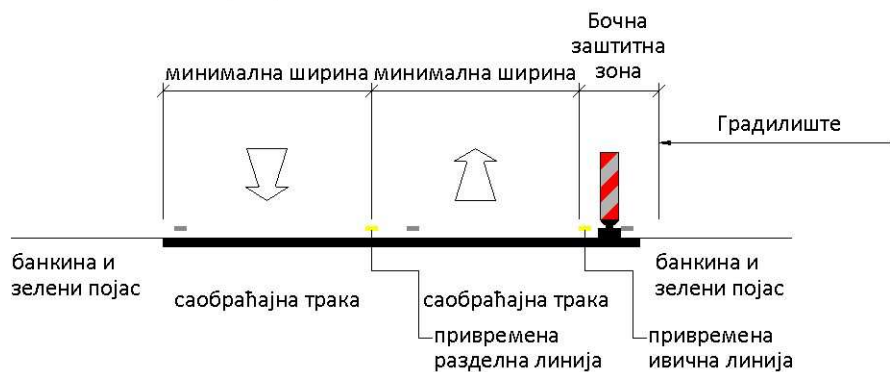 Бочна
заштитна
зона
минимална ширина
минимална ширина
Градилиште
банкина и
зелени појас
саобраћајна трака
саобраћајна трака
банкина и
зелени појас
привремена
разделна линија
привремена
ивична линија